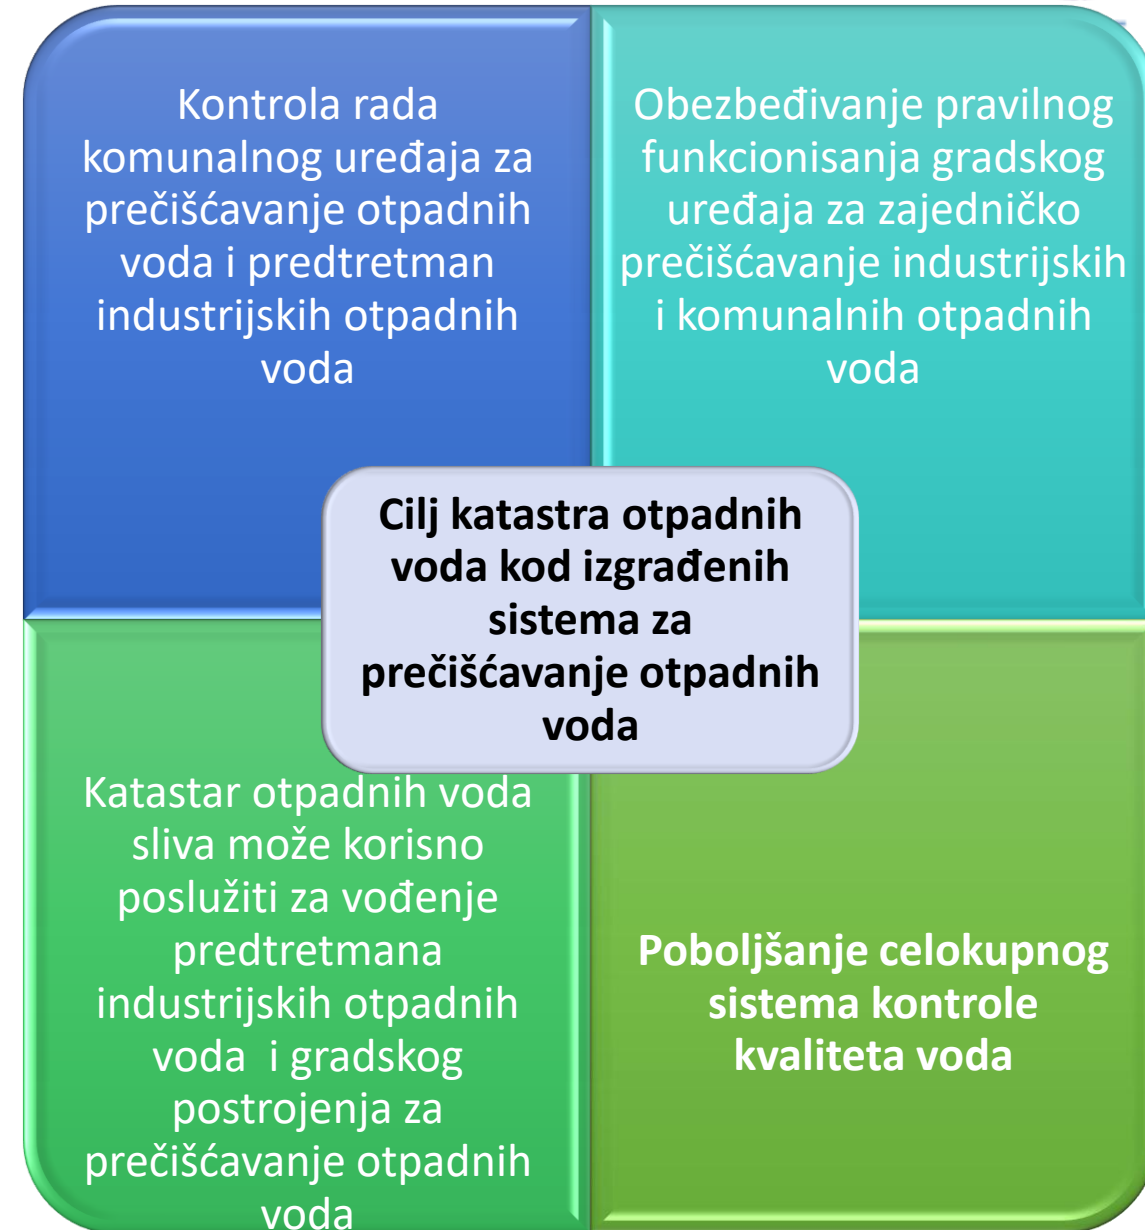 Kontrola rada
komunalnog uređaja za
prečišćavanje otpadnih
voda i predtretman
industrijskih otpadnih
voda
Obezbeđivanje pravilnog
funkcionisanja gradskog
uređaja za zajedničko
prečišćavanje industrijskih
i komunalnih otpadnih
voda
Cilj katastra otpadnih
voda kod izgrađenih
sistema za
prečišćavanje otpadnih
voda
Katastar otpadnih voda
sliva može korisno
poslužiti za vođenje
predtretmana
industrijskih otpadnih
voda  i gradskog
postrojenja za
prečišćavanje otpadnih
voda
Poboljšanje celokupnog
sistema kontrole
kvaliteta voda